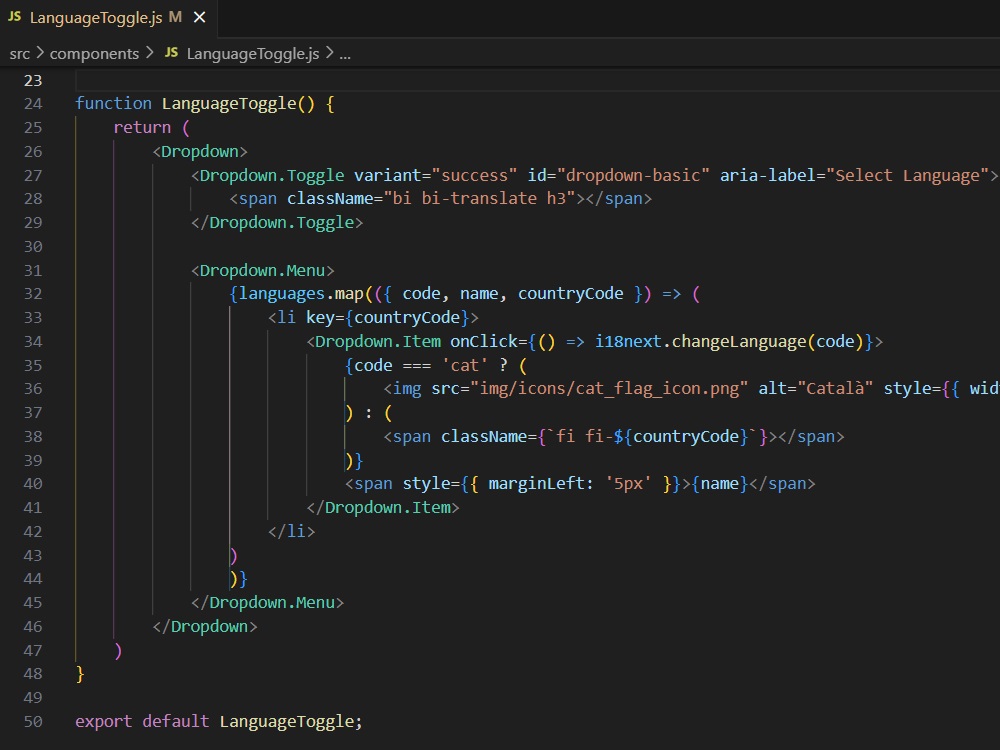 JS LanguageToggle.js M ×
src > components > JS LanguageToggle.js > ...
23
24 function LanguageToggle() {
25     return (
26         <Dropdown>
27             <Dropdown.Toggle variant="success" id="dropdown-basic" aria-label="Select Language">
28                 <span className="bi bi-translate h3"></span>
29             </Dropdown.Toggle>
30
31             <Dropdown.Menu>
32                 {languages.map(({ code, name, countryCode }) => (
33                     <li key={countryCode}>
34                         <Dropdown.Item onClick={() => i18next.changeLanguage(code)}>
35                             {code === 'cat' ? (
36                                 <img src="img/icons/cat_flag_icon.png" alt="Català" style={{ wid
37                             ) : (
38                                 <span className={`fi fi-${countryCode}`}></span>
39                             )}
40                             <span style={{ marginLeft: '5px' }}>{name}</span>
41                         </Dropdown.Item>
42                     </li>
43                 )
44                 )}
45             </Dropdown.Menu>
46         </Dropdown>
47     )
48 }
49
50 export default LanguageToggle;